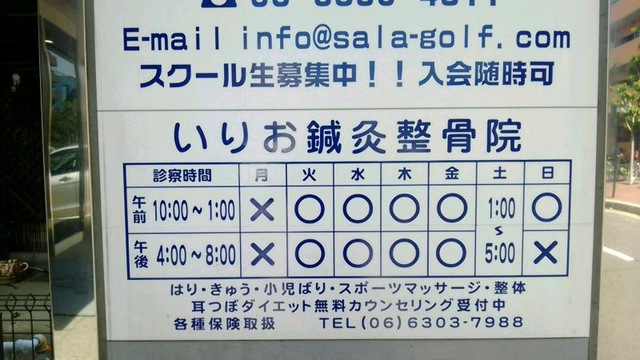 E-mail info@sala-golf.com
スクール生募集中!!入会随時可
いりお鍼灸整骨院
診察時間 月 火 水 木 金 土 日
午前 10:00~1:00 × ○ ○ ○ ○ 1:00 ○
午後 4:00~8:00 × ○ ○ ○ ○ ~ 5:00 ×
はり・きゅう・小児ばり・スポーツマッサージ・整体
耳つぼダイエット無料カウンセリング受付中
各種保険取扱 TEL(06)6303-7988